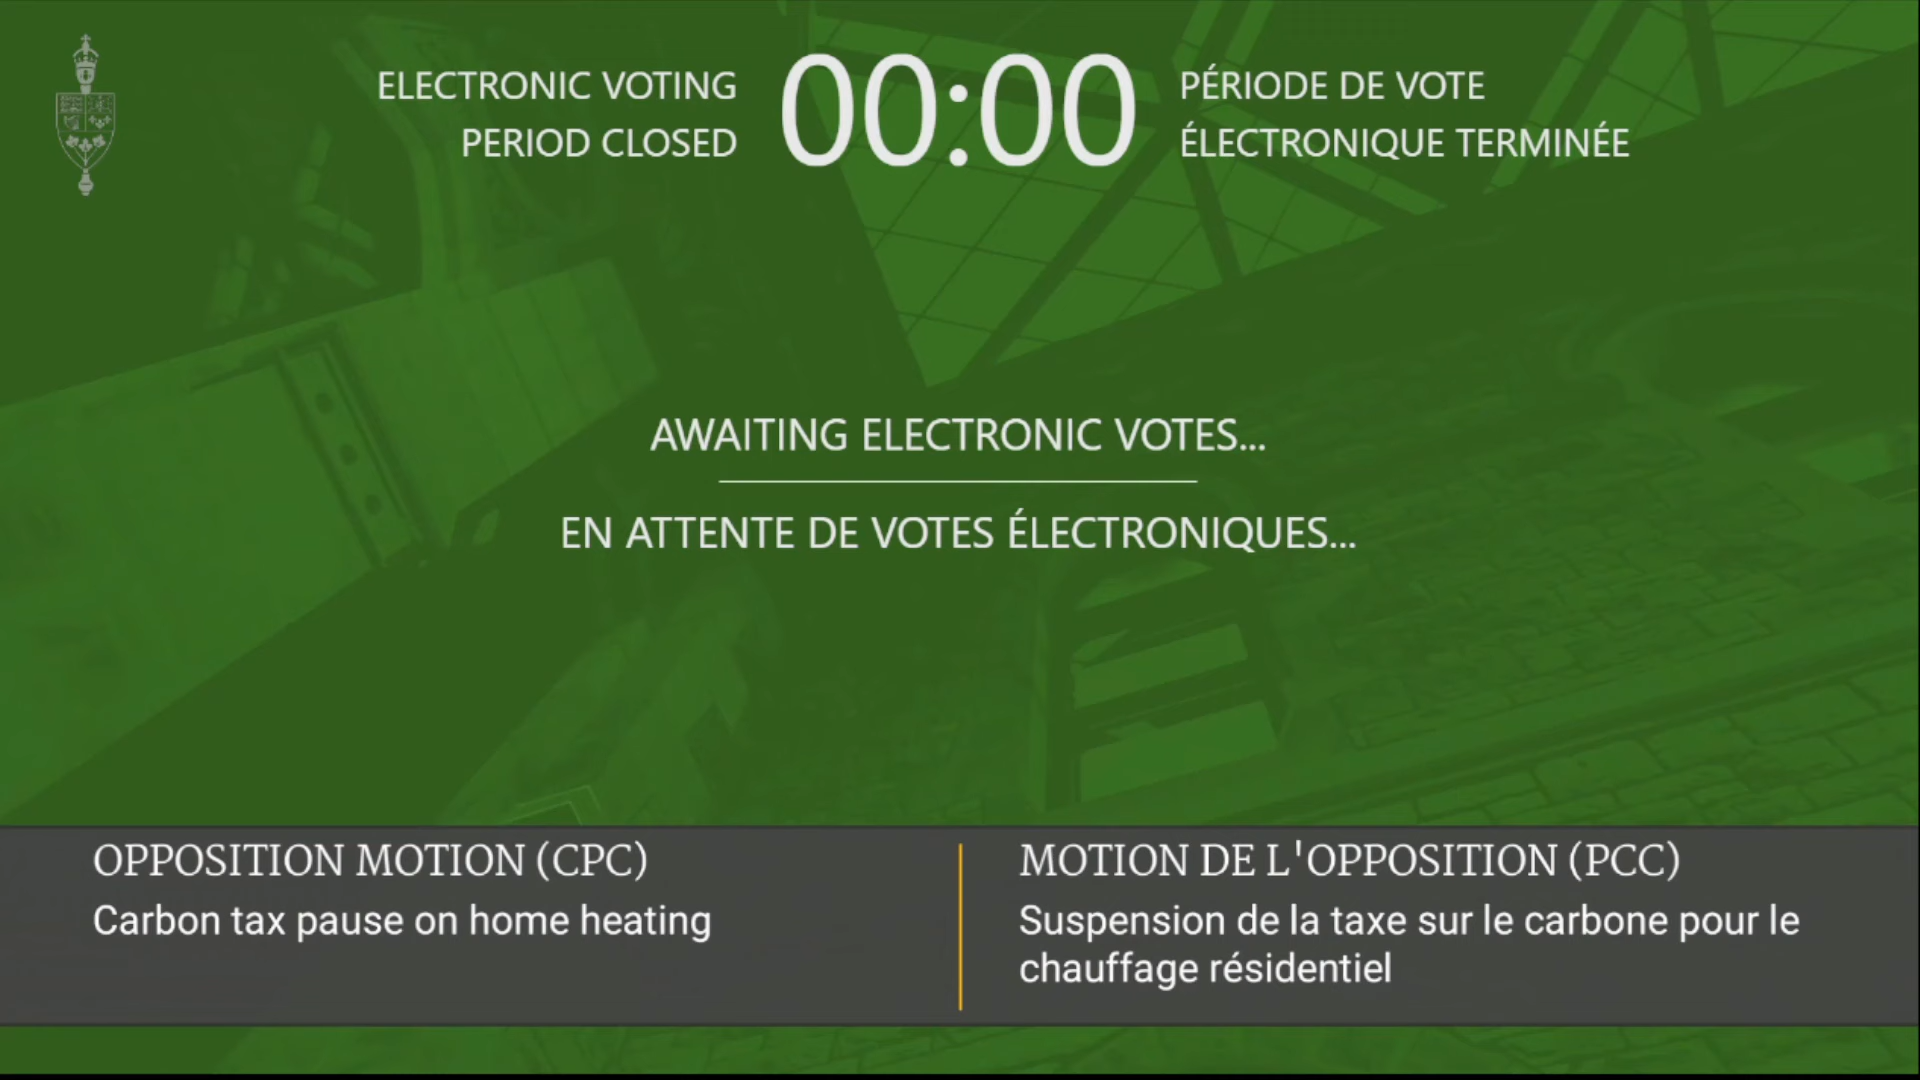 ELECTRONIC VOTING
PERIOD CLOSED
00:00
PÉRIODE DE VOTE
ÉLECTRONIQUE TERMINÉE
AWAITING ELECTRONIC VOTES...
EN ATTENTE DE VOTES ÉLECTRONIQUES...
OPPOSITION MOTION (CPC)
Carbon tax pause on home heating
MOTION DE L'OPPOSITION (PCC)
Suspension de la taxe sur le carbone pour le
chauffage résidentiel